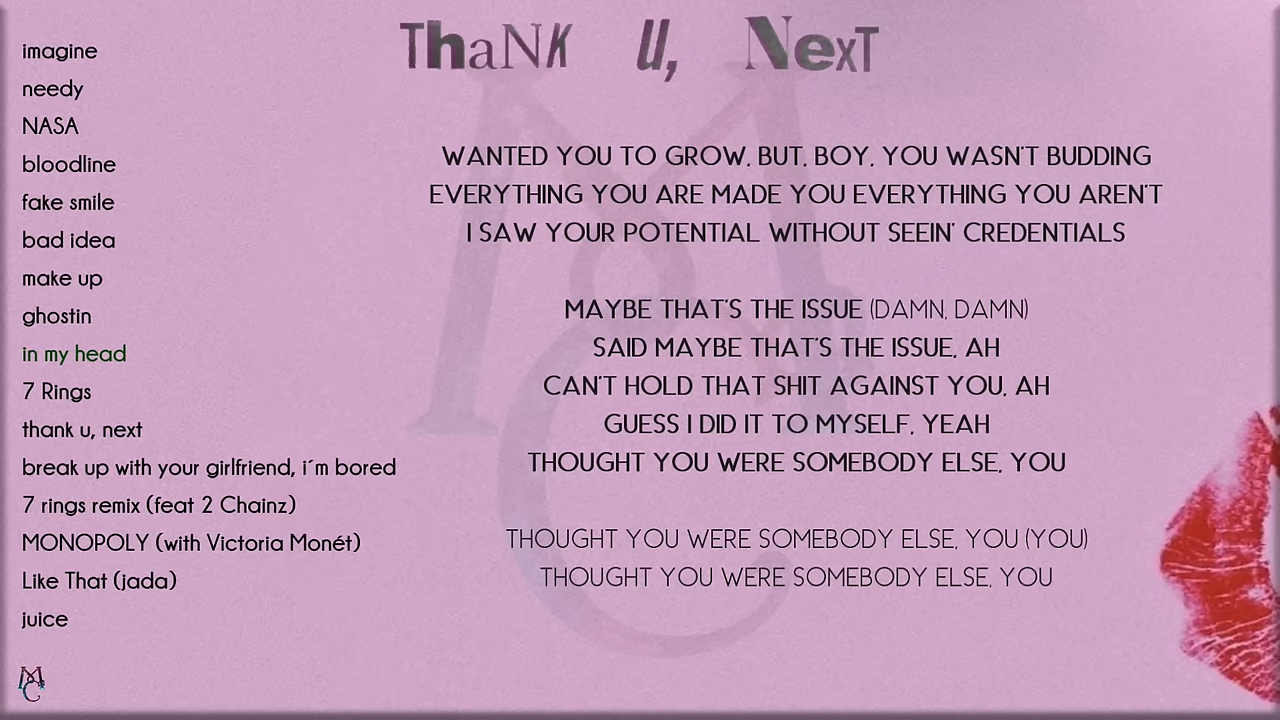 ThaNK U, NexT
imagine
needy
NASA
bloodline
fake smile
bad idea
make up
ghostin
in my head
7 Rings
thank u, next
break up with your girlfriend, i´m bored
7 rings remix (feat 2 Chainz)
MONOPOLY (with Victoria Monét)
Like That (jada)
juice
WANTED YOU TO GROW, BUT, BOY, YOU WASN'T BUDDING
EVERYTHING YOU ARE MADE YOU EVERYTHING YOU AREN'T
I SAW YOUR POTENTIAL WITHOUT SEEIN' CREDENTIALS
MAYBE THAT'S THE ISSUE (DAMN, DAMN)
SAID MAYBE THAT'S THE ISSUE, AH
CAN'T HOLD THAT SHIT AGAINST YOU, AH
GUESS I DID IT TO MYSELF, YEAH
THOUGHT YOU WERE SOMEBODY ELSE, YOU
THOUGHT YOU WERE SOMEBODY ELSE, YOU (YOU)
THOUGHT YOU WERE SOMEBODY ELSE, YOU
MC